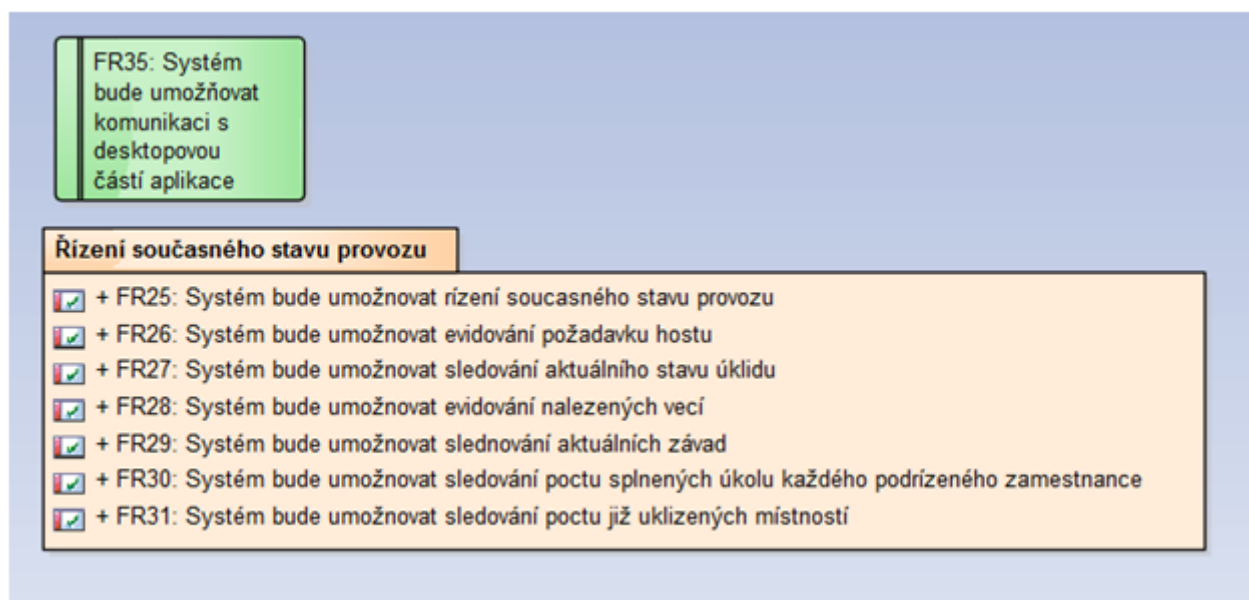 FR35: Systém
bude umožňovat
komunikaci s
desktopovou
částí aplikace
Řízení současného stavu provozu
+ FR25: Systém bude umožnovat rízení soucasného stavu provozu
+ FR26: Systém bude umožnovat evidování požadavku hostu
+ FR27: Systém bude umožnovat sledování aktuálního stavu úklidu
+ FR28: Systém bude umožnovat evidování nalezených vecí
+ FR29: Systém bude umožnovat slednování aktuálních závad
+ FR30: Systém bude umožnovat sledování poctu splnených úkolu každého podrízeného zamestnance
+ FR31: Systém bude umožnovat sledování poctu již uklizených místností